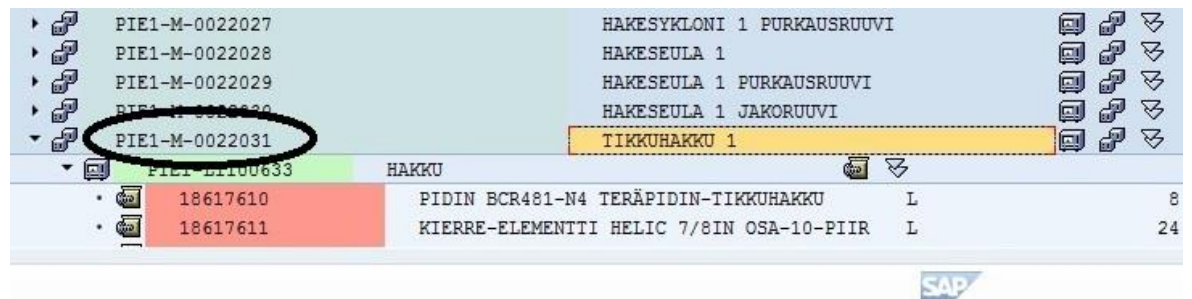 PIE1-M-0022027 HAKESYKLONI 1 PURKAUSRUUVI
PIE1-M-0022028 HAKESEULA 1
PIE1-M-0022029 HAKESEULA 1 PURKAUSRUUVI
HAKESEULA 1 JAKORUUVI
PIE1-M-0022031 TIKKUHAKKU 1
HAKKU
18617610 PIDIN BCR481-N4 TERÄPIDIN-TIKKUHAKKU L 8
18617611 KIERRE-ELEMENTTI HELIC 7/8IN OSA-10-PIIR L 24
SAP